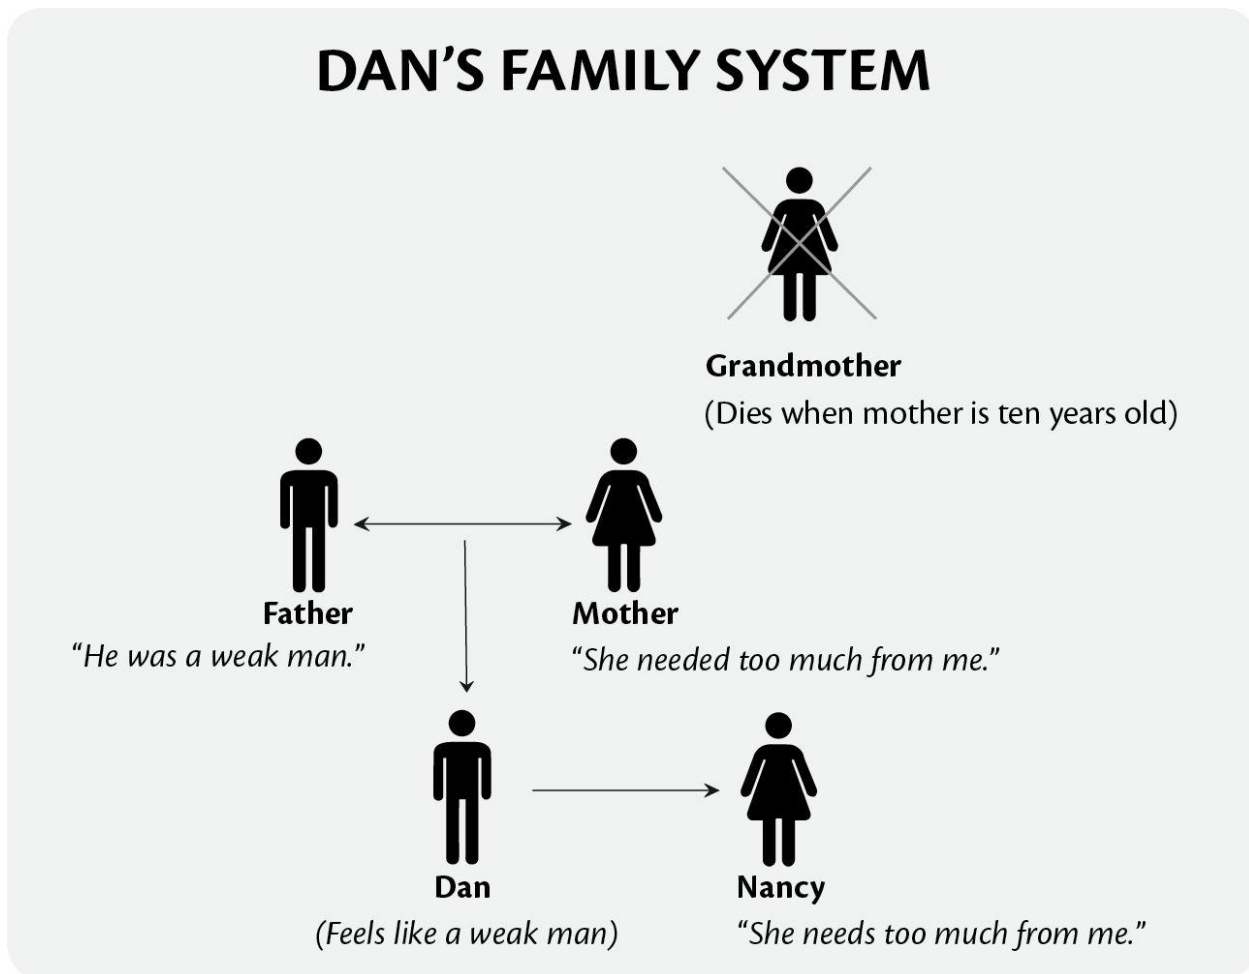 DAN’S FAMILY SYSTEM
Grandmother
(Dies when mother is ten years old)
Father
“He was a weak man.”
Mother
“She needed too much from me.”
Dan
(Feels like a weak man)
Nancy
“She needs too much from me.”